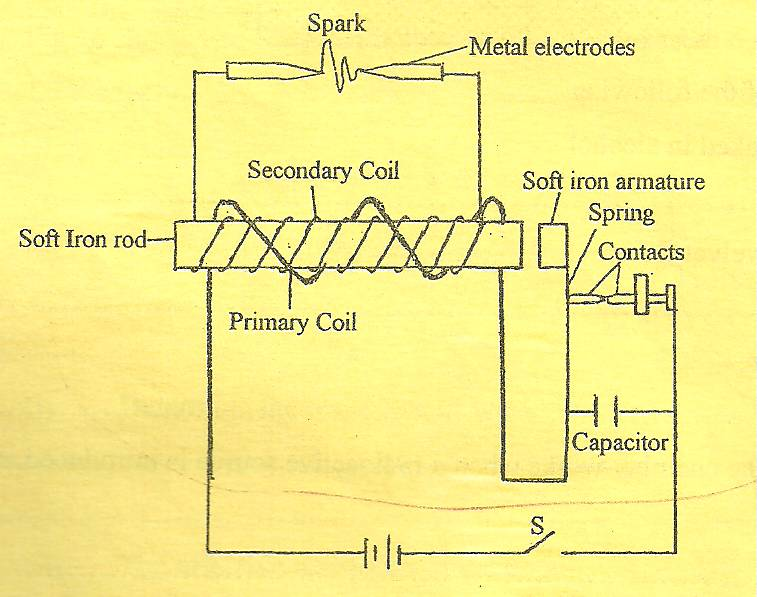 Spark
Metal electrodes
Secondary Coil
Soft iron armature
Spring
Soft Iron rod
Contacts
Primary Coil
Capacitor
S